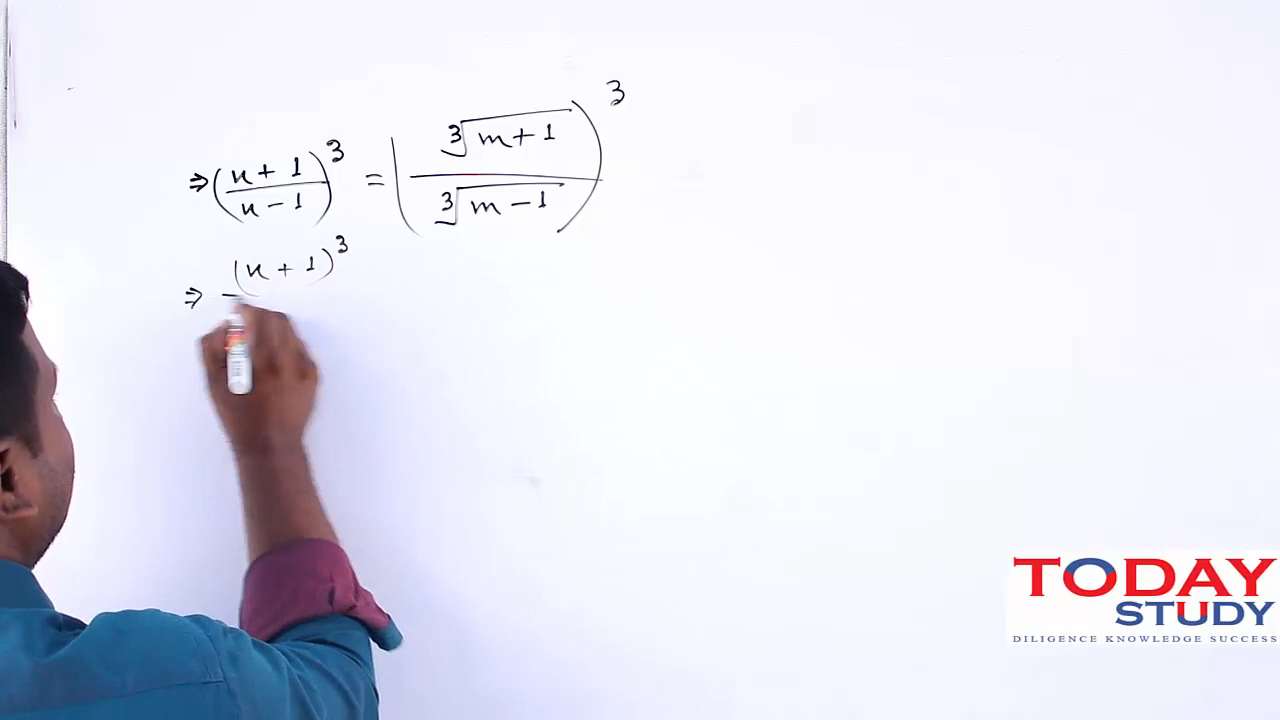 ⇒ (x+1/x-1)^3 = (∛(m+1)/∛(m-1))^3
⇒ (x+1)^3
TODAY
STUDY
DILIGENCE KNOWLEDGE SUCCESS